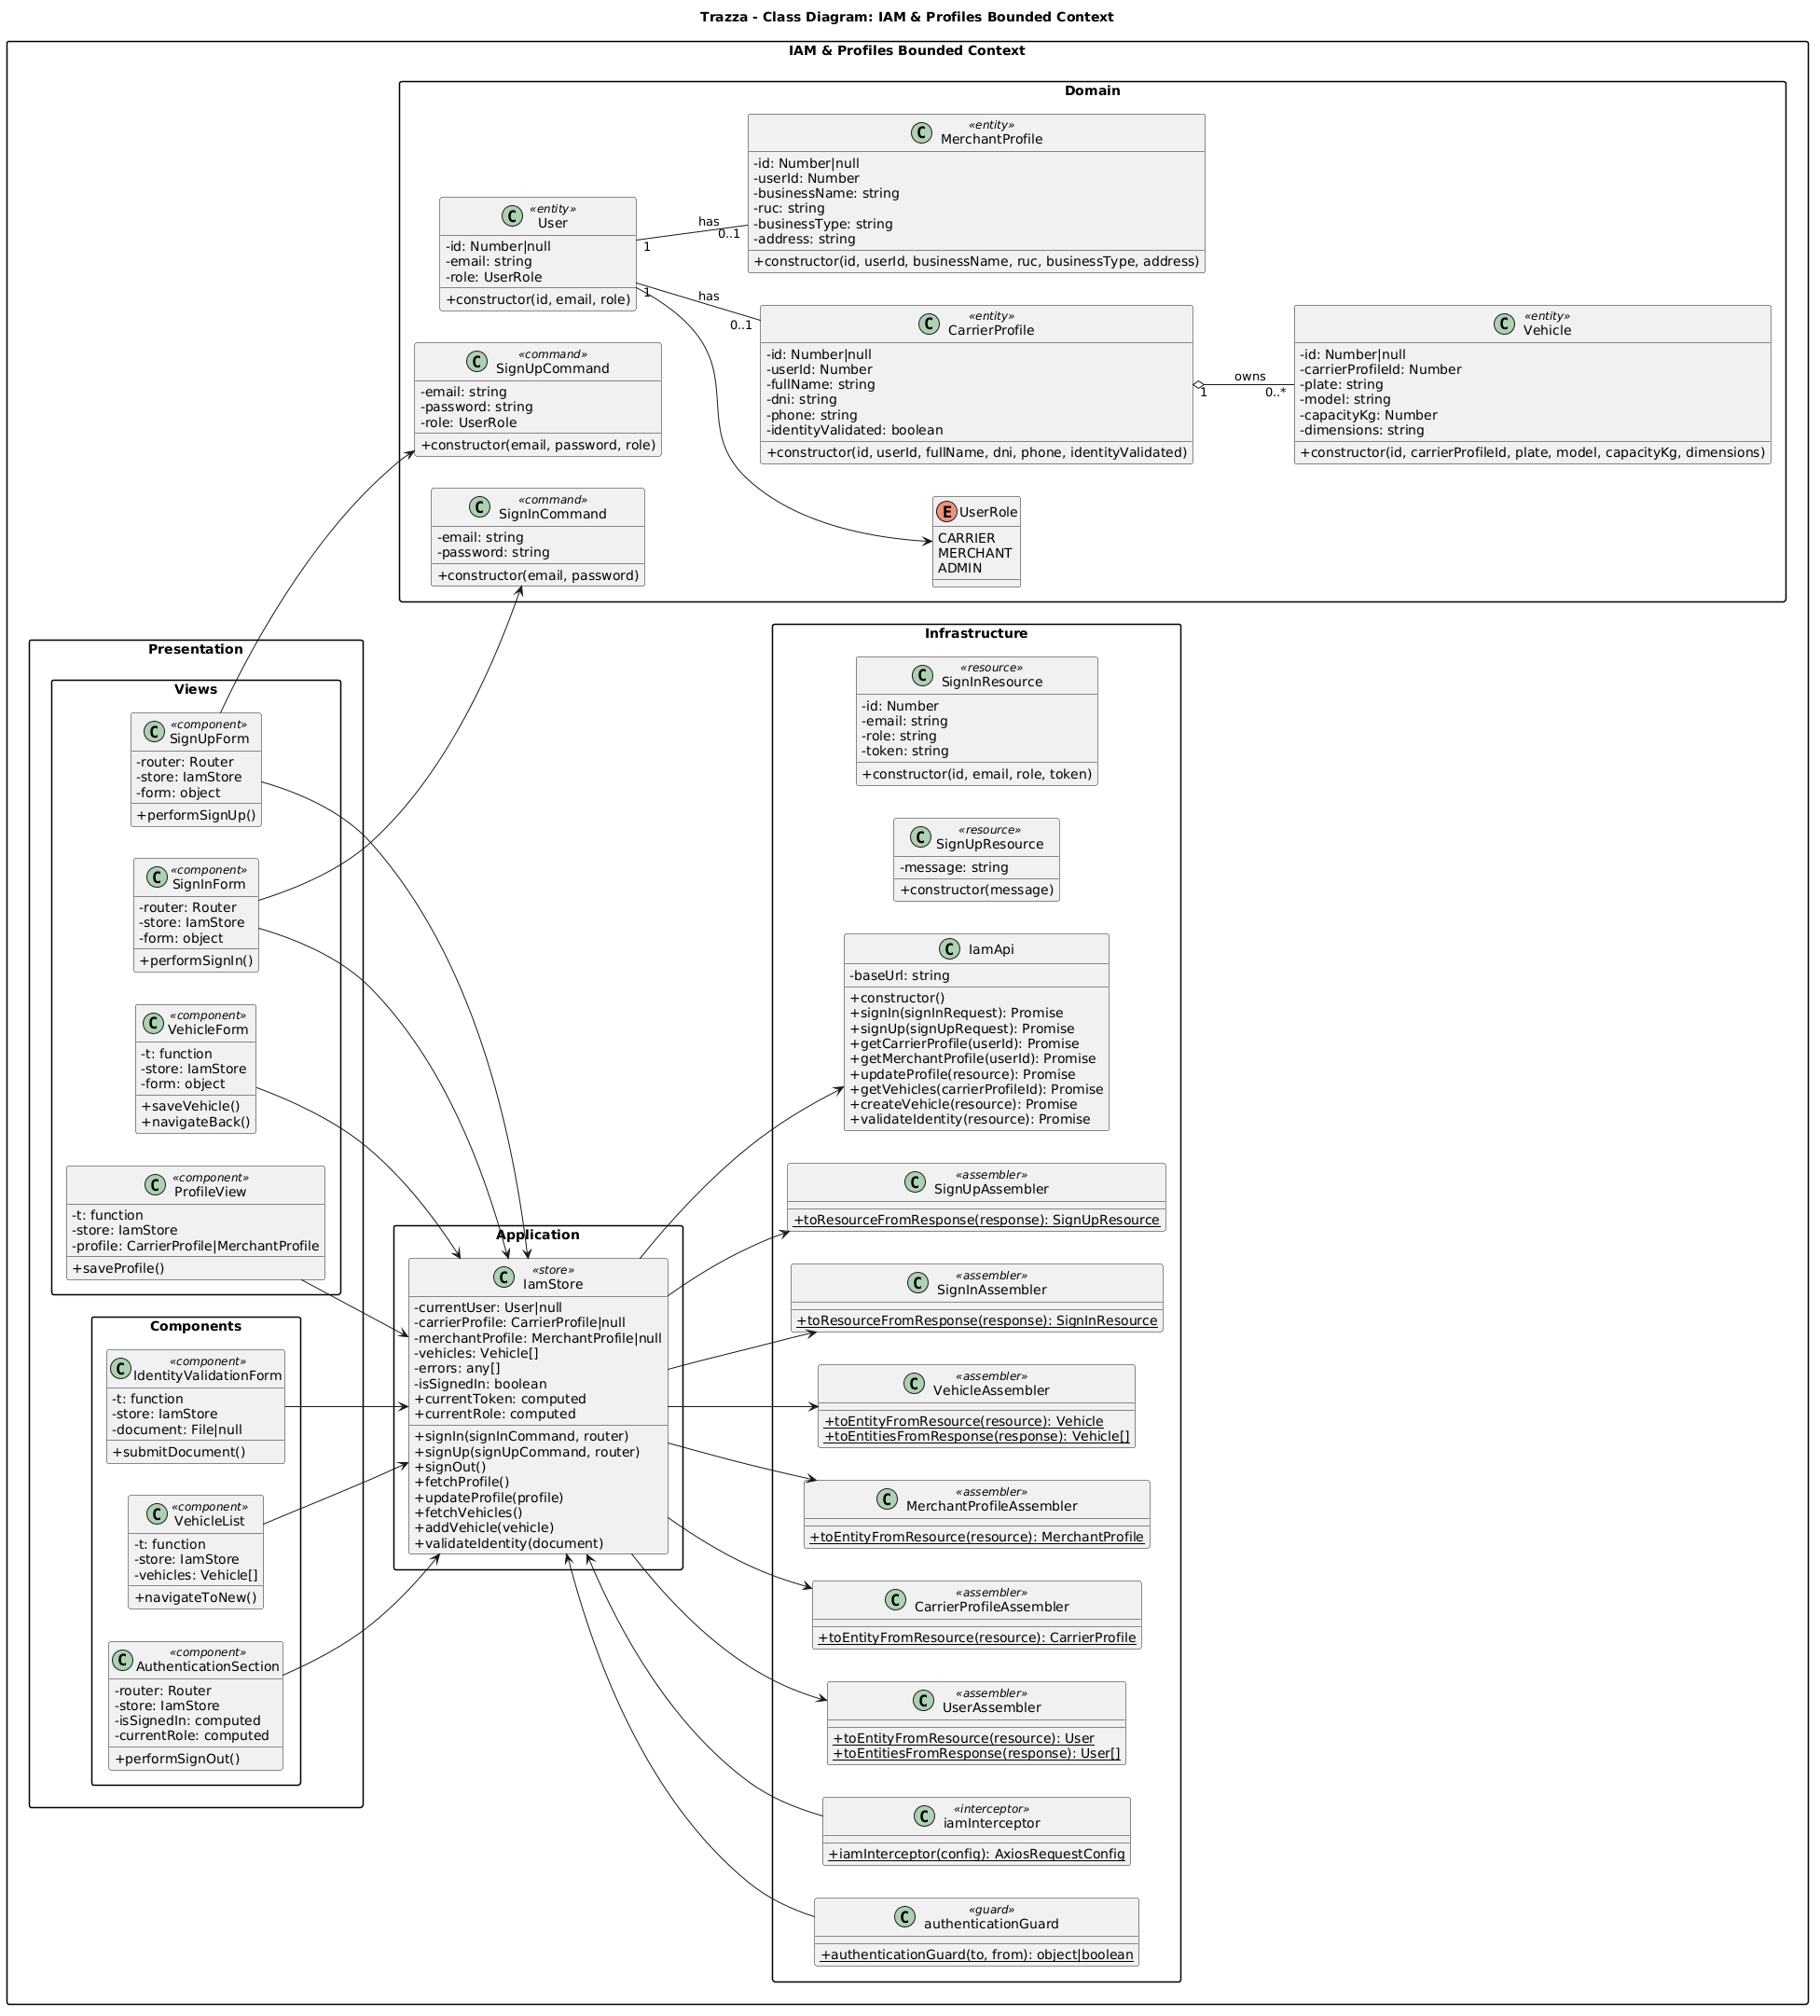 Trazza - Class Diagram: IAM & Profiles Bounded Context
IAM & Profiles Bounded Context
Domain
«entity»
MerchantProfile
-id: Number|null
-userId: Number
-businessName: string
-ruc: string
-businessType: string
-address: string
+constructor(id, userId, businessName, ruc, businessType, address)
«entity»
User
-id: Number|null
-email: string
-role: UserRole
+constructor(id, email, role)
has
1
0..1
has
1
0..1
«entity»
CarrierProfile
-id: Number|null
-userId: Number
-fullName: string
-dni: string
-phone: string
-identityValidated: boolean
+constructor(id, userId, fullName, dni, phone, identityValidated)
owns
1
0..*
«entity»
Vehicle
-id: Number|null
-carrierProfileId: Number
-plate: string
-model: string
-capacityKg: Number
-dimensions: string
+constructor(id, carrierProfileId, plate, model, capacityKg, dimensions)
«command»
SignUpCommand
-email: string
-password: string
-role: UserRole
+constructor(email, password, role)
«command»
SignInCommand
-email: string
-password: string
+constructor(email, password)
UserRole
CARRIER
MERCHANT
ADMIN
Presentation
Views
«component»
SignUpForm
-router: Router
-store: IamStore
-form: object
+performSignUp()
«component»
SignInForm
-router: Router
-store: IamStore
-form: object
+performSignIn()
«component»
VehicleForm
-t: function
-store: IamStore
-form: object
+saveVehicle()
+navigateBack()
«component»
ProfileView
-t: function
-store: IamStore
-profile: CarrierProfile|MerchantProfile
+saveProfile()
Components
«component»
IdentityValidationForm
-t: function
-store: IamStore
-document: File|null
+submitDocument()
«component»
VehicleList
-t: function
-store: IamStore
-vehicles: Vehicle[]
+navigateToNew()
«component»
AuthenticationSection
-router: Router
-store: IamStore
-isSignedIn: computed
-currentRole: computed
+performSignOut()
Application
«store»
IamStore
-currentUser: User|null
-carrierProfile: CarrierProfile|null
-merchantProfile: MerchantProfile|null
-vehicles: Vehicle[]
-errors: any[]
-isSignedIn: boolean
+currentToken: computed
+currentRole: computed
+signIn(signInCommand, router)
+signUp(signUpCommand, router)
+signOut()
+fetchProfile()
+updateProfile(profile)
+fetchVehicles()
+addVehicle(vehicle)
+validateIdentity(document)
Infrastructure
«resource»
SignInResource
-id: Number
-email: string
-role: string
-token: string
+constructor(id, email, role, token)
«resource»
SignUpResource
-message: string
+constructor(message)
IamApi
-baseUrl: string
+constructor()
+signIn(signInRequest): Promise
+signUp(signUpRequest): Promise
+getCarrierProfile(userId): Promise
+getMerchantProfile(userId): Promise
+updateProfile(resource): Promise
+getVehicles(carrierProfileId): Promise
+createVehicle(resource): Promise
+validateIdentity(resource): Promise
«assembler»
SignUpAssembler
+toResourceFromResponse(response): SignUpResource
«assembler»
SignInAssembler
+toResourceFromResponse(response): SignInResource
«assembler»
VehicleAssembler
+toEntityFromResource(resource): Vehicle
+toEntitiesFromResponse(response): Vehicle[]
«assembler»
MerchantProfileAssembler
+toEntityFromResource(resource): MerchantProfile
«assembler»
CarrierProfileAssembler
+toEntityFromResource(resource): CarrierProfile
«assembler»
UserAssembler
+toEntityFromResource(resource): User
+toEntitiesFromResponse(response): User[]
«interceptor»
iamInterceptor
+iamInterceptor(config): AxiosRequestConfig
«guard»
authenticationGuard
+authenticationGuard(to, from): object|boolean